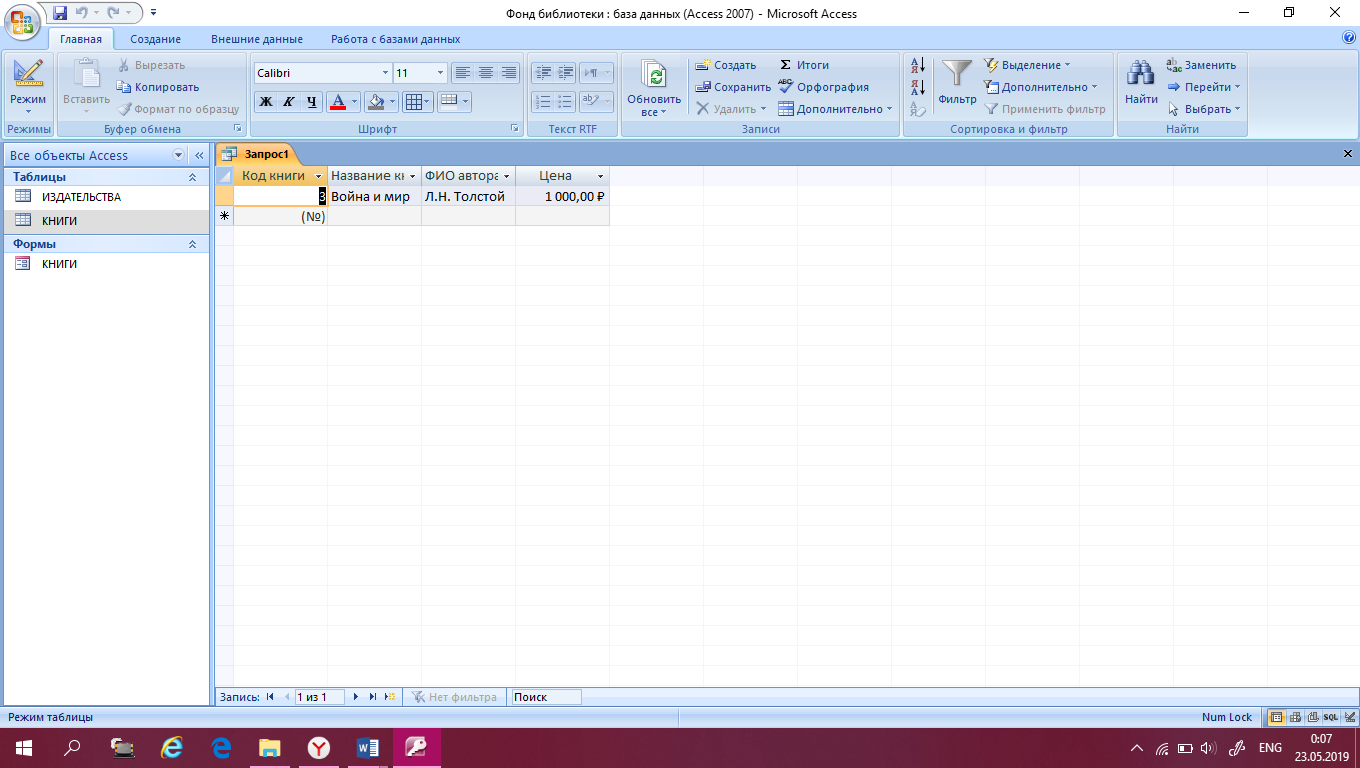 Фонд библиотеки : база данных (Access 2007) - Microsoft Access
Главная Создание Внешние данные Работа с базами данных
Режим
Режимы
Вставить
Вырезать
Копировать
Формат по образцу
Буфер обмена
Calibri 11
Ж К Ч А
Шрифт
Текст RTF
Обновить
все
Создать
Сохранить
Удалить
Итоги
Орфография
Дополнительно
Записи
Фильтр
Выделение
Дополнительно
Применить фильтр
Сортировка и фильтр
Найти
Заменить
Перейти
Выбрать
Найти
Все объекты Access
Таблицы
ИЗДАТЕЛЬСТВА
КНИГИ
Формы
КНИГИ
Запрос1
Код книги Название кн ФИО автора Цена
3 Война и мир Л.Н. Толстой 1 000,00 ₽
(№)
Запись: 1 из 1 Нет фильтра Поиск
Режим таблицы
Num Lock
SQL
ENG
0:07
23.05.2019